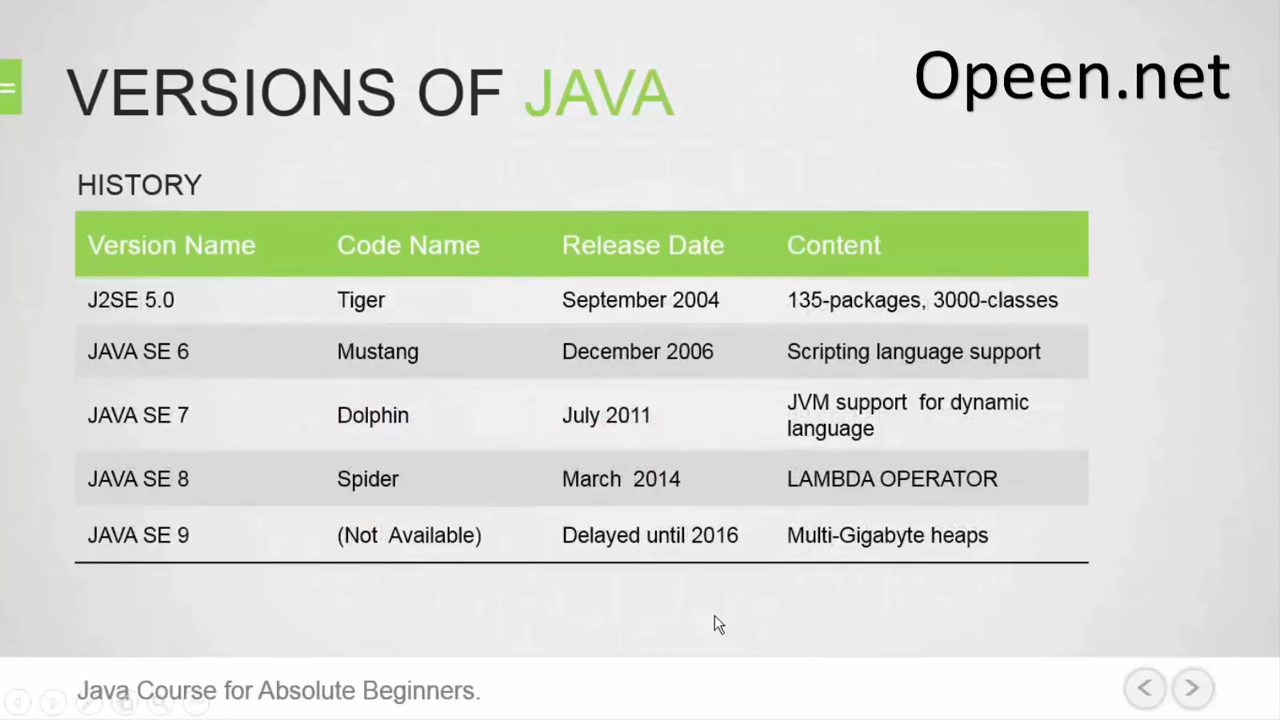 VERSIONS OF JAVA
Opeen.net
HISTORY
Version Name Code Name Release Date Content
J2SE 5.0 Tiger September 2004 135-packages, 3000-classes
JAVA SE 6 Mustang December 2006 Scripting language support
JAVA SE 7 Dolphin July 2011 JVM support for dynamic
language
JAVA SE 8 Spider March 2014 LAMBDA OPERATOR
JAVA SE 9 (Not Available) Delayed until 2016 Multi-Gigabyte heaps
Java Course for Absolute Beginners.